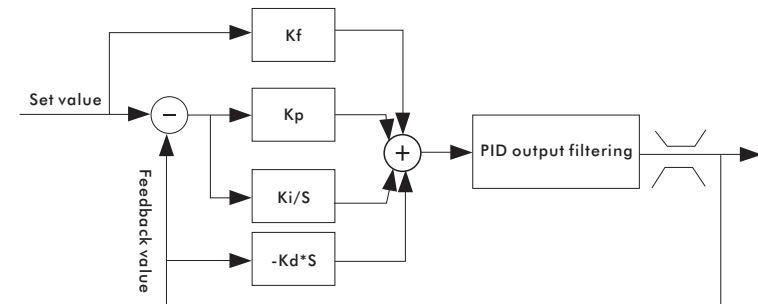 Kf
Set value
−
Kp
+
PID output filtering
Feedback value
Ki/S
-Kd*S